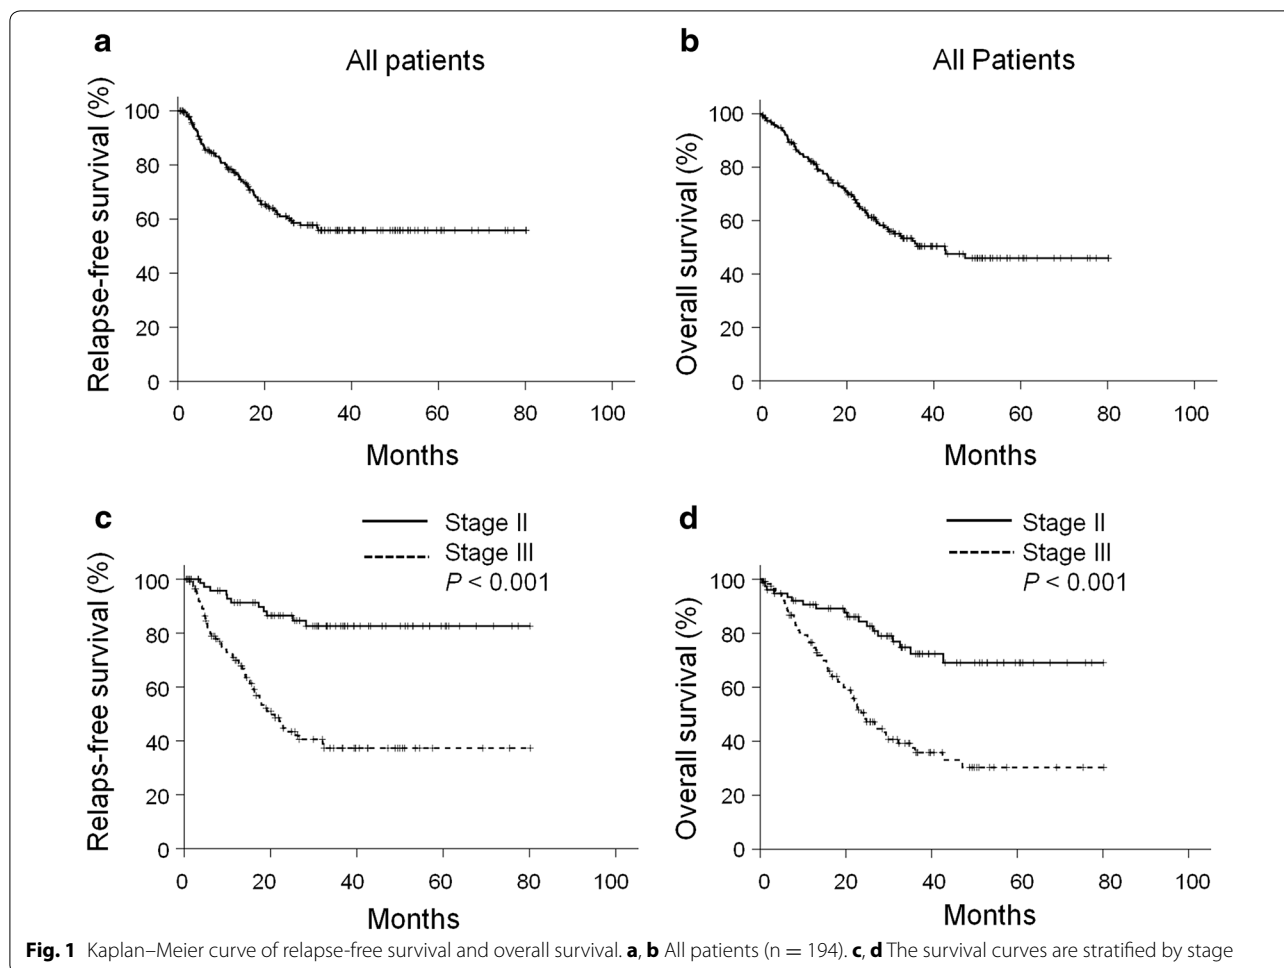 a
All patients
Relapse-free survival (%)
100
80
60
40
20
0
0 20 40 60 80 100
Months
b
All Patients
Overall survival (%)
100
80
60
40
20
0
0 20 40 60 80 100
Months
c
Stage II
Stage III
P < 0.001
Relaps-free survival (%)
100
80
60
40
20
0
0 20 40 60 80 100
Months
d
Stage II
Stage III
P < 0.001
Overall survival (%)
100
80
60
40
20
0
0 20 40 60 80 100
Months
Fig. 1 Kaplan–Meier curve of relapse-free survival and overall survival. a, b All patients (n = 194). c, d The survival curves are stratified by stage